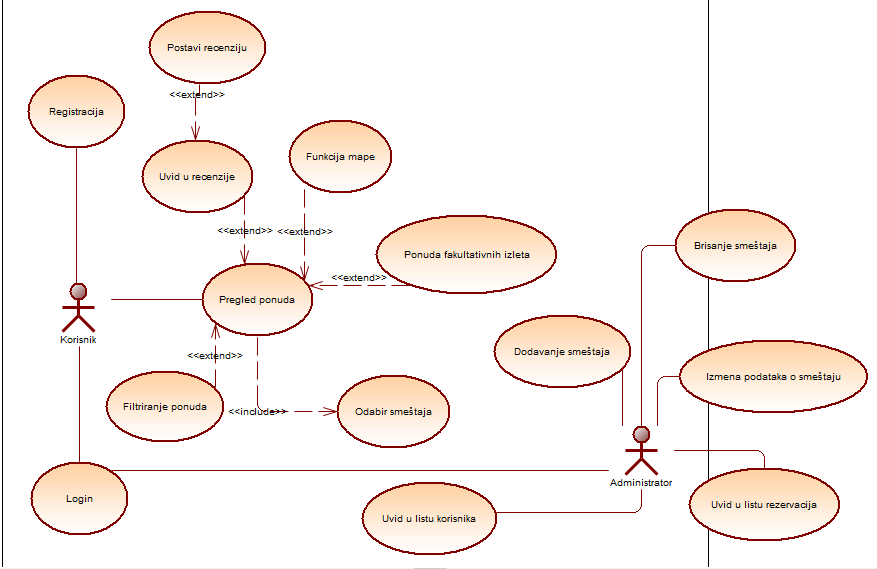 Postavi recenziju
<<extend>>
Registracija
Funkcija mape
Uvid u recenzije
<<extend>>
<<extend>>
Ponuda fakultativnih izleta
Brisanje smeštaja
<<extend>>
Pregled ponuda
Korisnik
<<extend>>
Dodavanje smeštaja
Izmena podataka o smeštaju
Filtriranje ponuda
<<include>>
Odabir smeštaja
Administrator
Login
Uvid u listu korisnika
Uvid u listu rezervacija